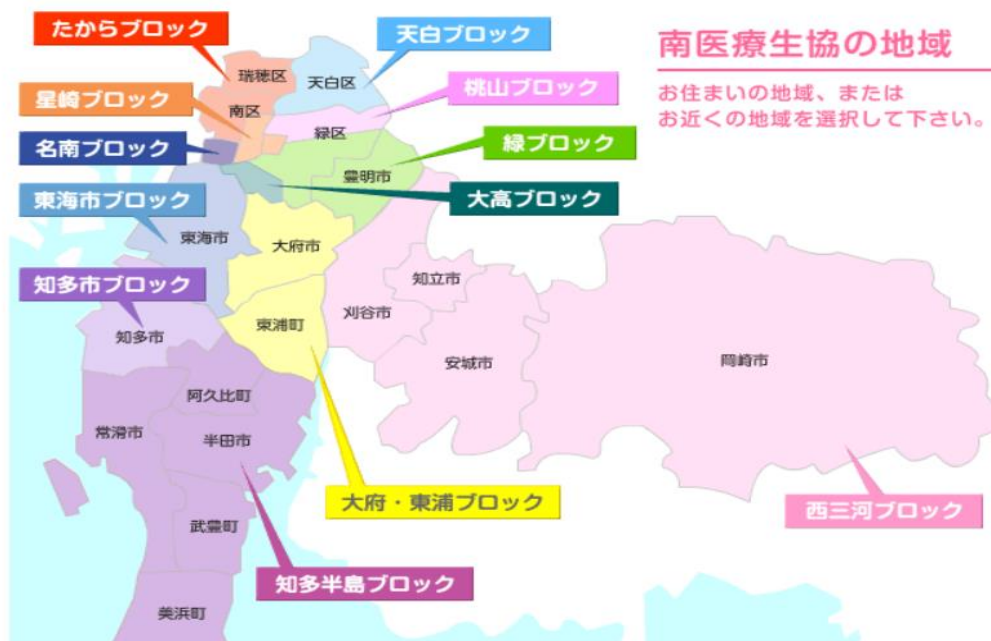 たからブロック
天白ブロック
南医療生協の地域
瑞穂区
天白区
星崎ブロック
桃山ブロック
お住まいの地域、または
お近くの地域を選択して下さい。
南区
緑区
名南ブロック
緑ブロック
豊明市
東海市ブロック
大高ブロック
東海市
大府市
知多市ブロック
知立市
刈谷市
東浦町
知多市
安城市
岡崎市
阿久比町
常滑市
半田市
大府・東浦ブロック
西三河ブロック
武豊町
知多半島ブロック
美浜町